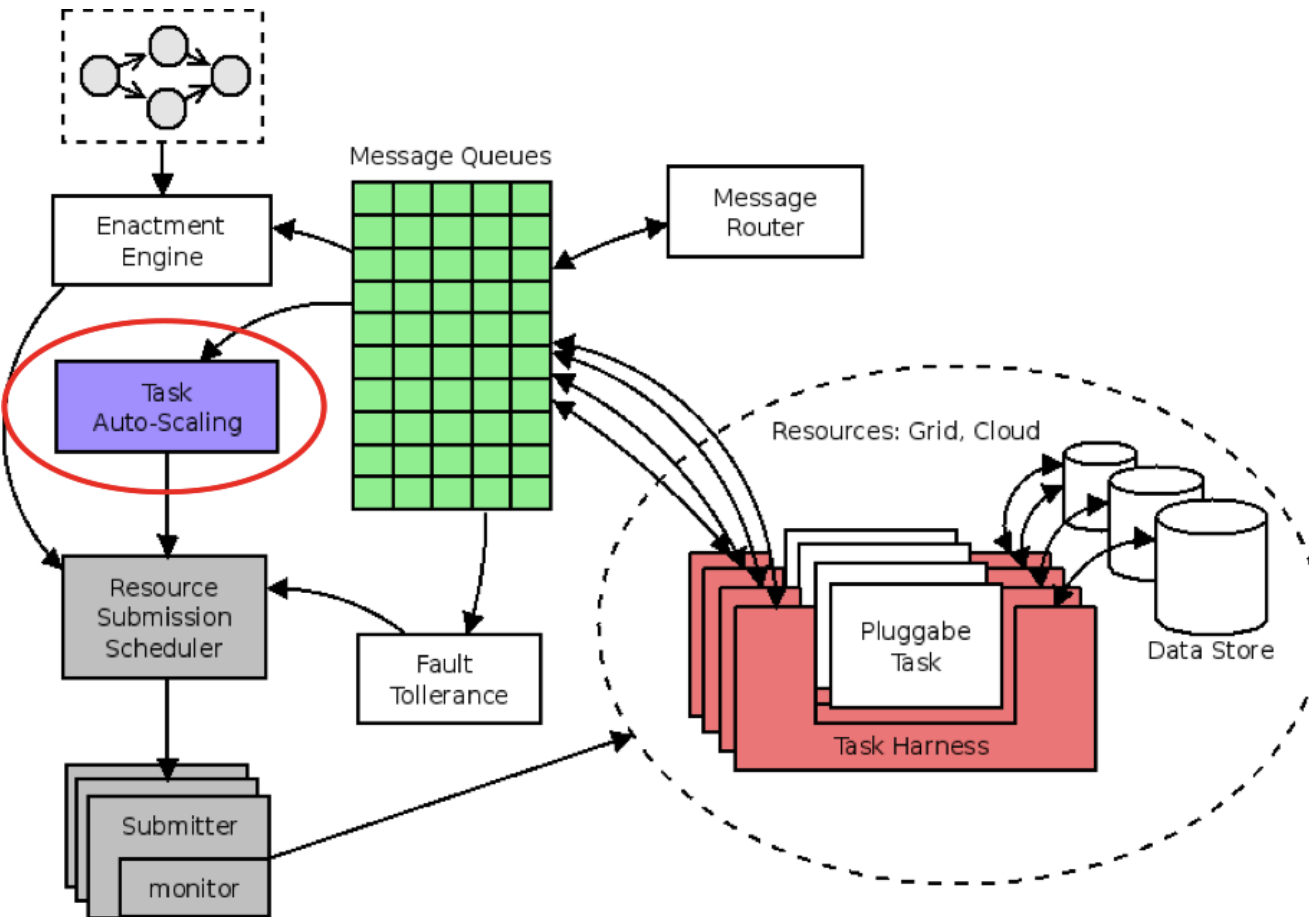 Message Queues
Message
Router
Enactment
Engine
Task
Auto-Scaling
Resources: Grid, Cloud
Resource
Submission
Scheduler
Pluggabe
Task
Data Store
Fault
Tollerance
Task Harness
Submitter
monitor